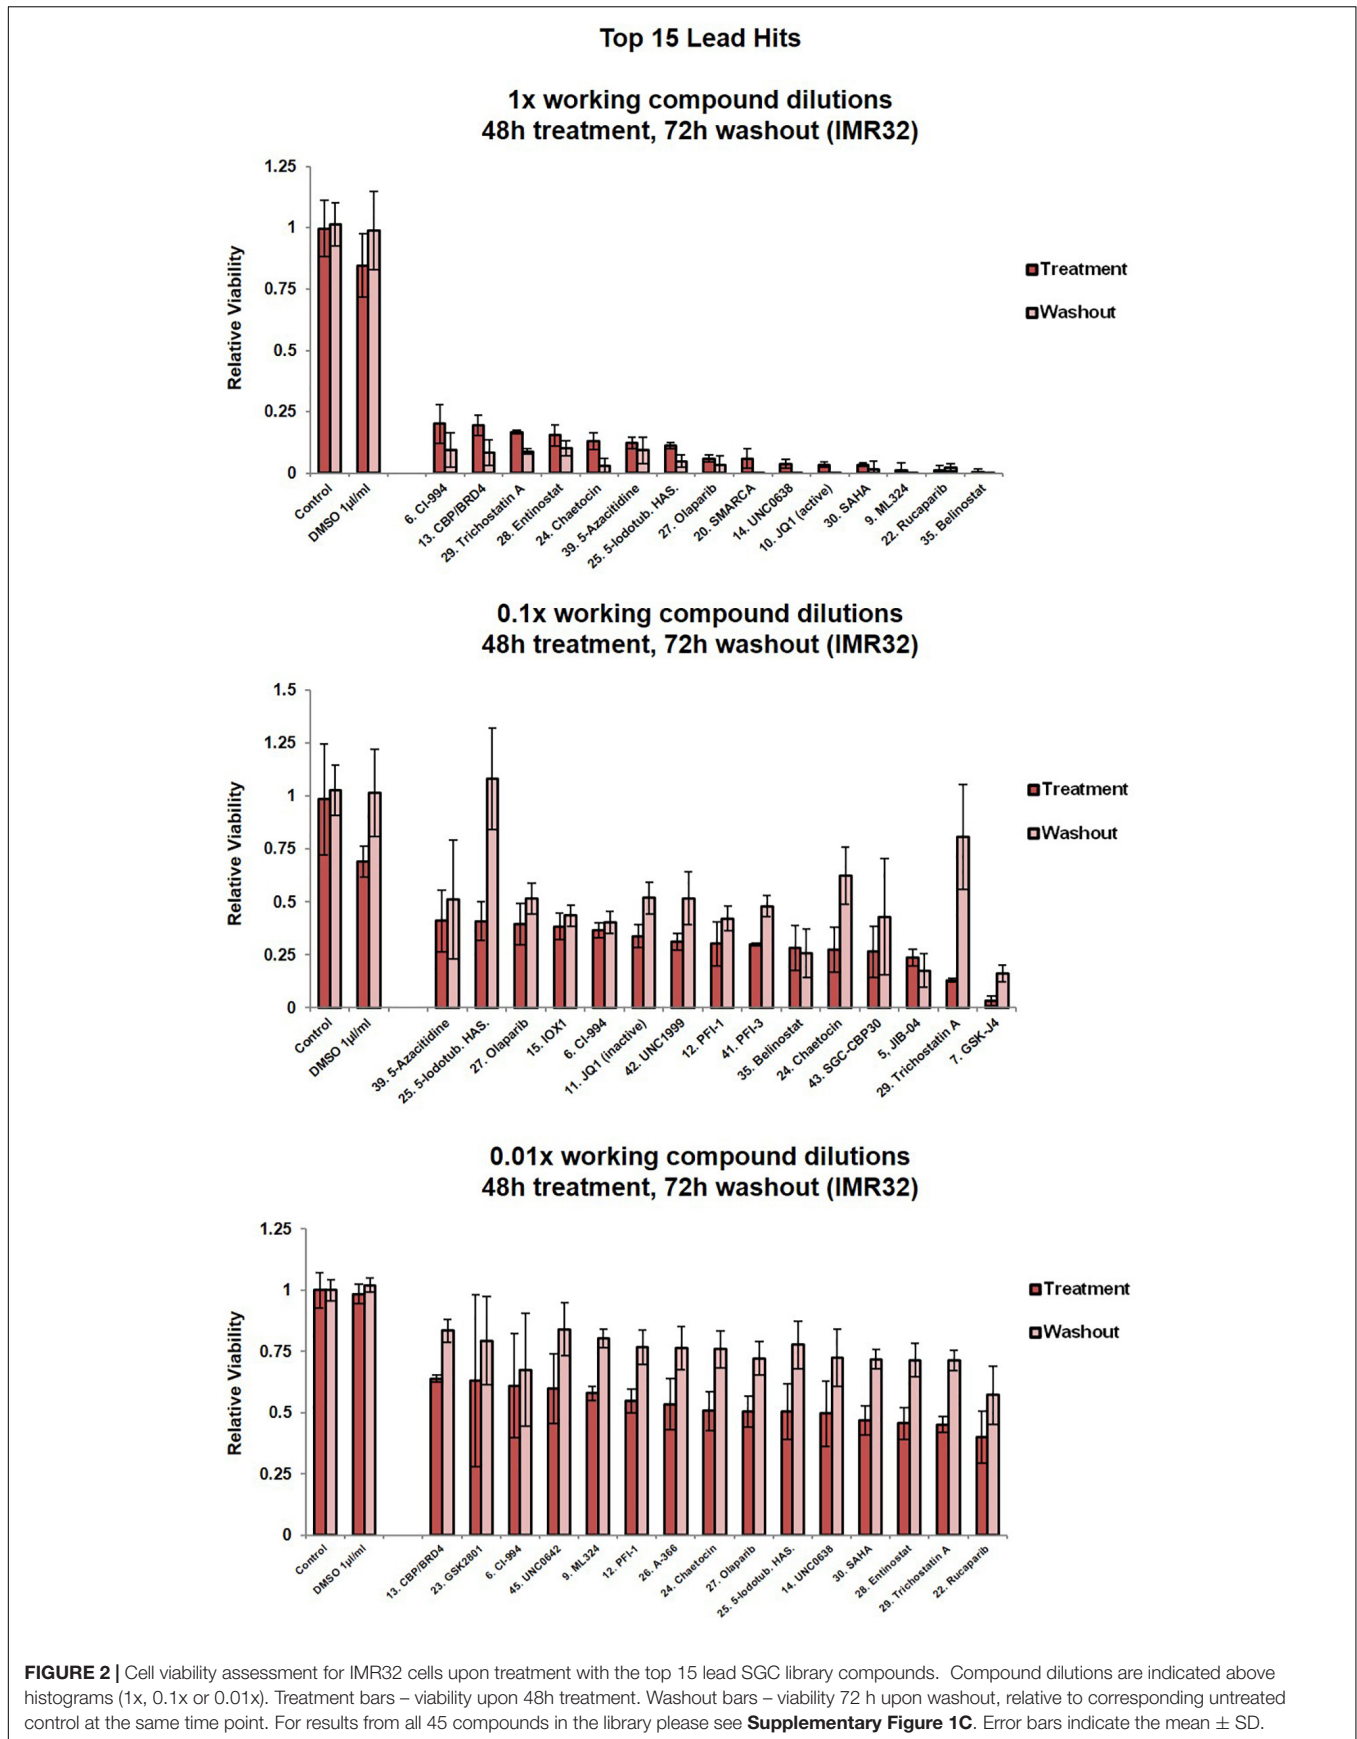 Top 15 Lead Hits
1x working compound dilutions
48h treatment, 72h washout (IMR32)
1.25
1
0.75
0.5
0.25
0
Relative Viability
Treatment
Washout
Control
DMSO 1µl/ml
6. CI-994
13. CBP/BRD4
29. Trichostatin A
28. Entinostat
24. Chaetocin
39. 5-Azacitidine
25. 5-Iodotub. HAS.
27. Olaparib
20. SMARCA
14. UNC0638
10. JQ1 (active)
30. SAHA
9. ML324
22. Rucaparib
35. Belinostat
0.1x working compound dilutions
48h treatment, 72h washout (IMR32)
1.5
1.25
1
0.75
0.5
0.25
0
Relative Viability
Treatment
Washout
Control
DMSO 1µl/ml
39. 5-Azacitidine
25. 5-Iodotub. HAS.
27. Olaparib
15. IOX1
6. CI-994
11. JQ1 (inactive)
42. UNC1999
12. PFI-1
41. PFI-3
35. Belinostat
24. Chaetocin
43. SGC-CBP30
5, JIB-04
29. Trichostatin A
7. GSK-J4
0.01x working compound dilutions
48h treatment, 72h washout (IMR32)
1.25
1
0.75
0.5
0.25
0
Relative Viability
Treatment
Washout
Control
DMSO 1µl/ml
13. CBP/BRD4
23. GSK2801
6. CI-994
45. UNC0642
9. ML324
12. PFI-1
26. A-366
24. Chaetocin
27. Olaparib
25. 5-Iodotub. HAS.
14. UNC0638
30. SAHA
28. Entinostat
29. Trichostatin A
22. Rucaparib
FIGURE 2 | Cell viability assessment for IMR32 cells upon treatment with the top 15 lead SGC library compounds. Compound dilutions are indicated above
histograms (1x, 0.1x or 0.01x). Treatment bars – viability upon 48h treatment. Washout bars – viability 72 h upon washout, relative to corresponding untreated
control at the same time point. For results from all 45 compounds in the library please see Supplementary Figure 1C. Error bars indicate the mean ± SD.